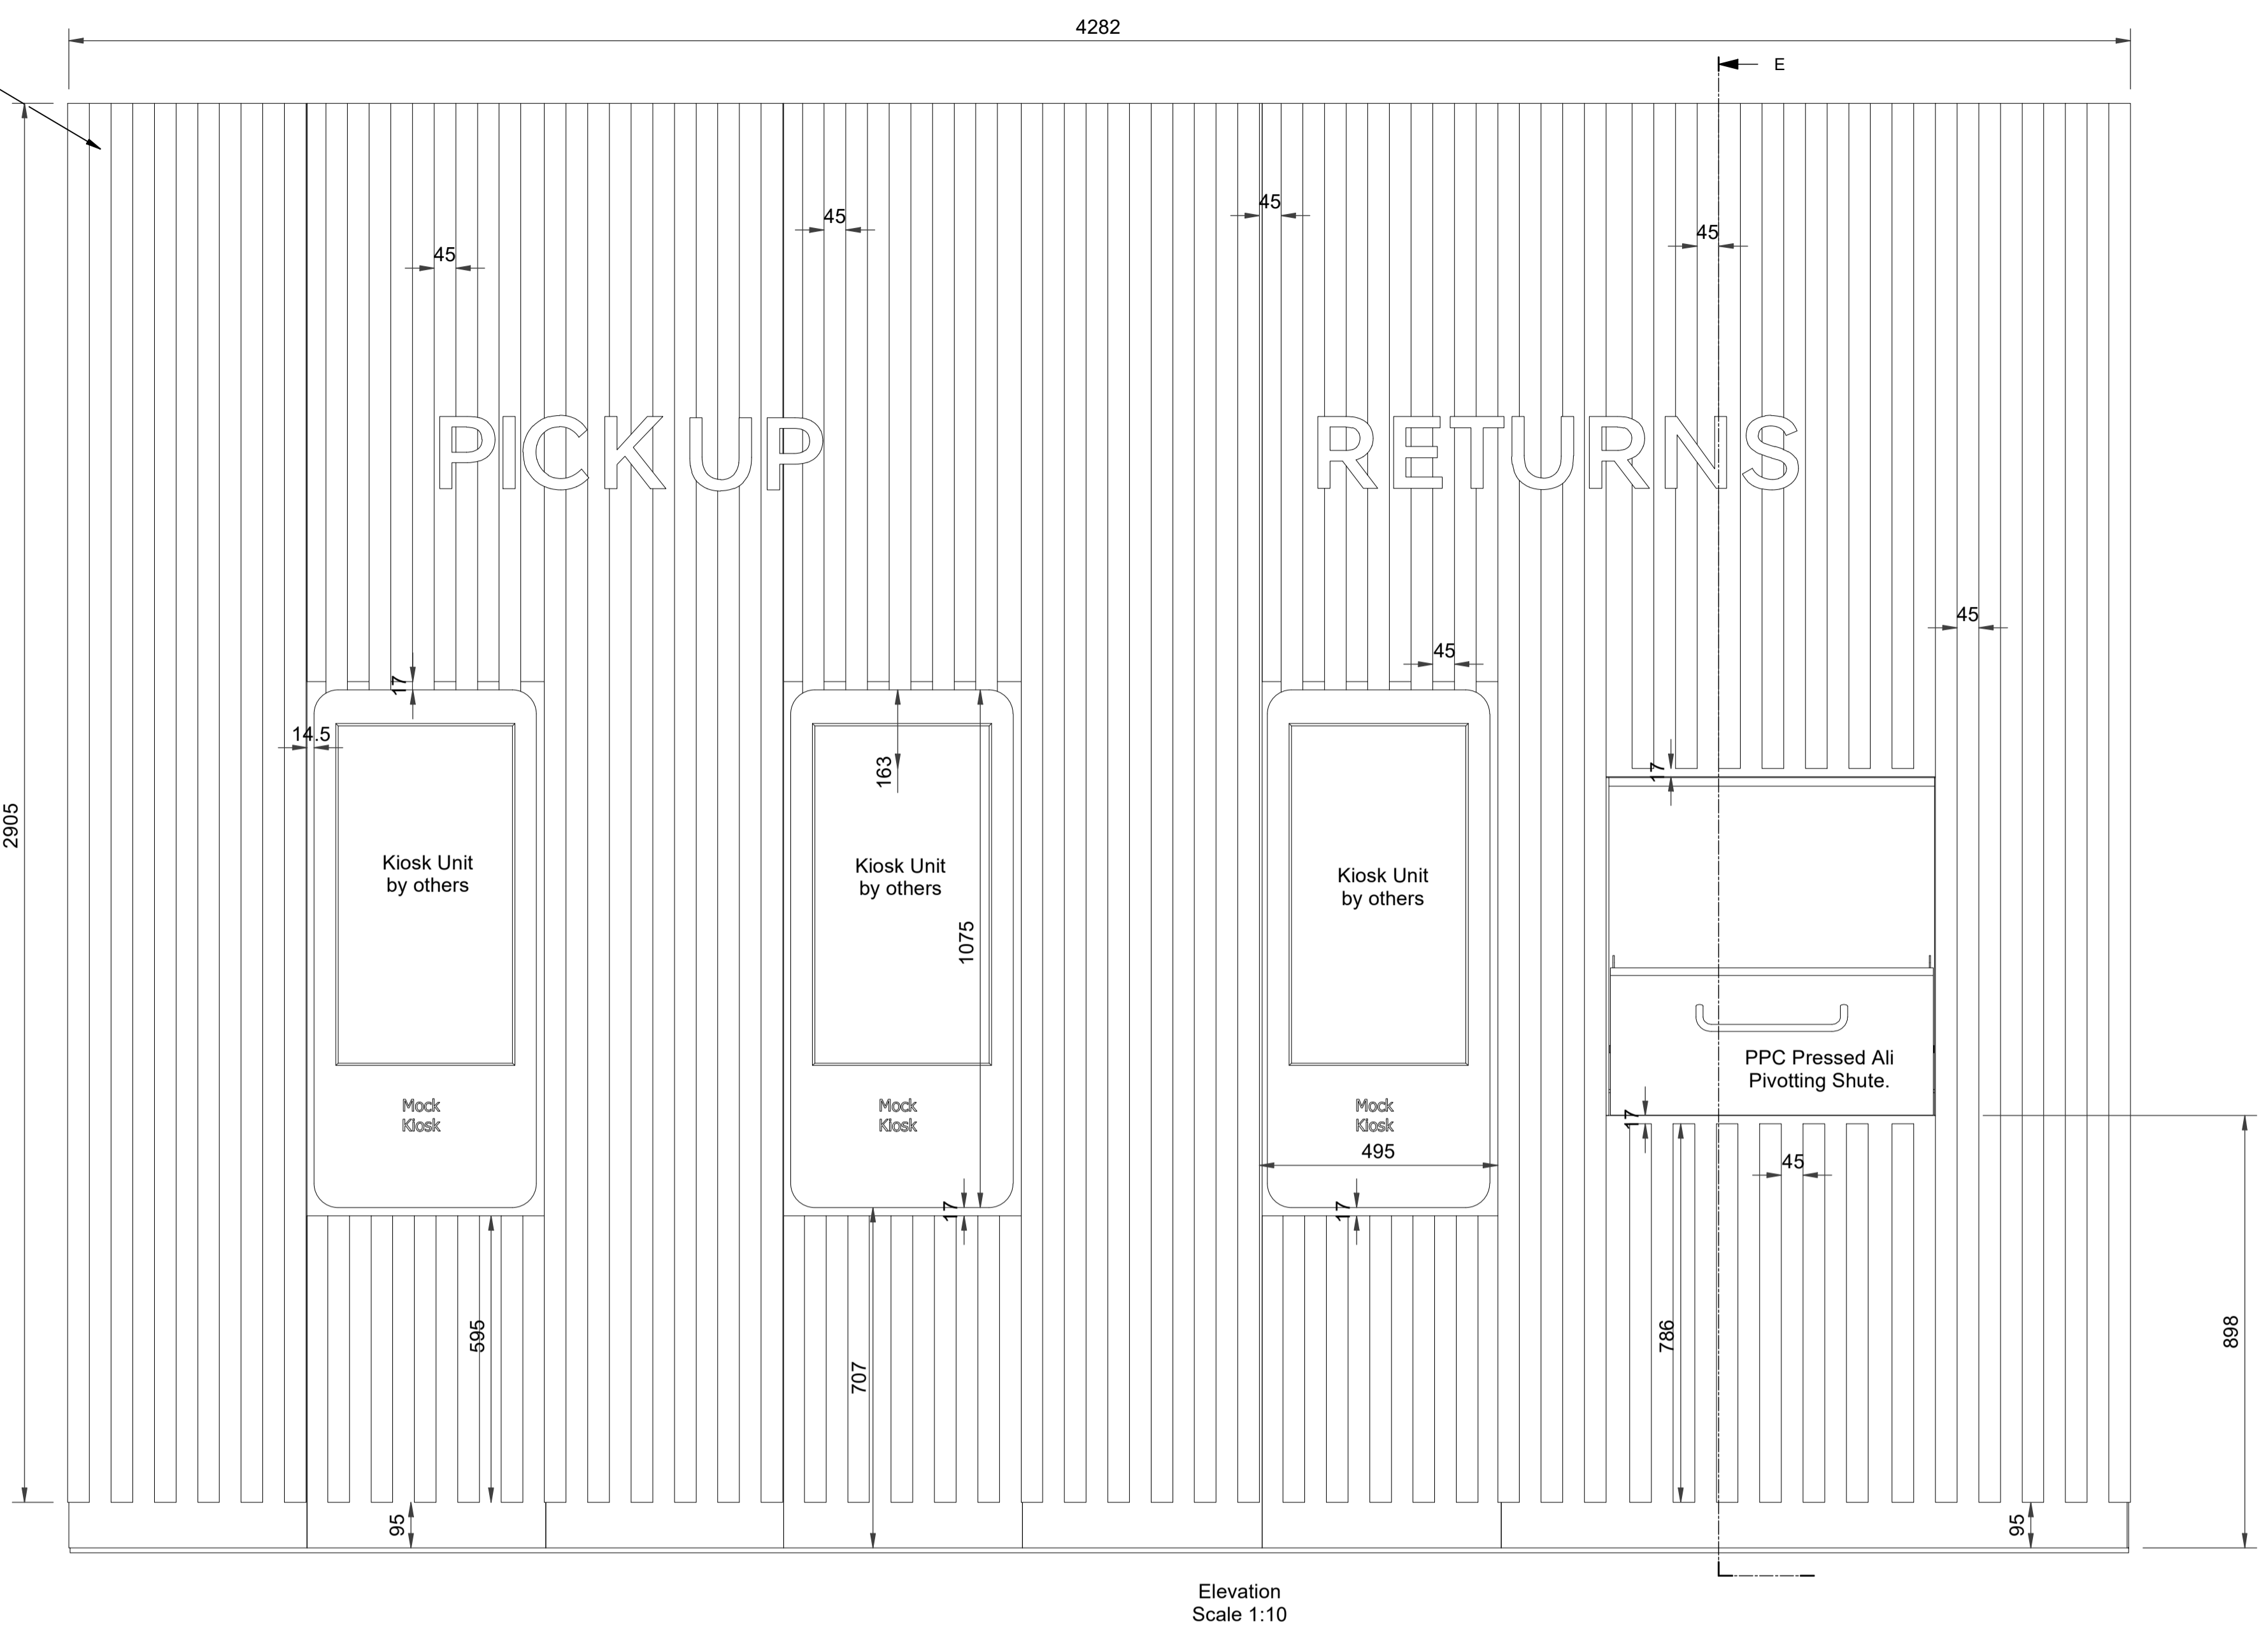 4282
E
45
45
45
45
PICK UP
RETURNS
45
45
17
14.5
163
17
2905
Kiosk Unit
by others
Kiosk Unit
by others
Kiosk Unit
by others
1075
PPC Pressed Ali
Pivotting Shute.
Mock
Kiosk
Mock
Kiosk
Mock
Kiosk
17
495
45
17
17
595
707
786
898
95
95
Elevation
Scale 1:10